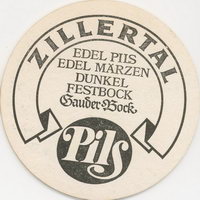 ZILLERTAL
EDEL PILS
EDEL MÄRZEN
DUNKEL
FESTBOCK
Gauder-Bock
Pils